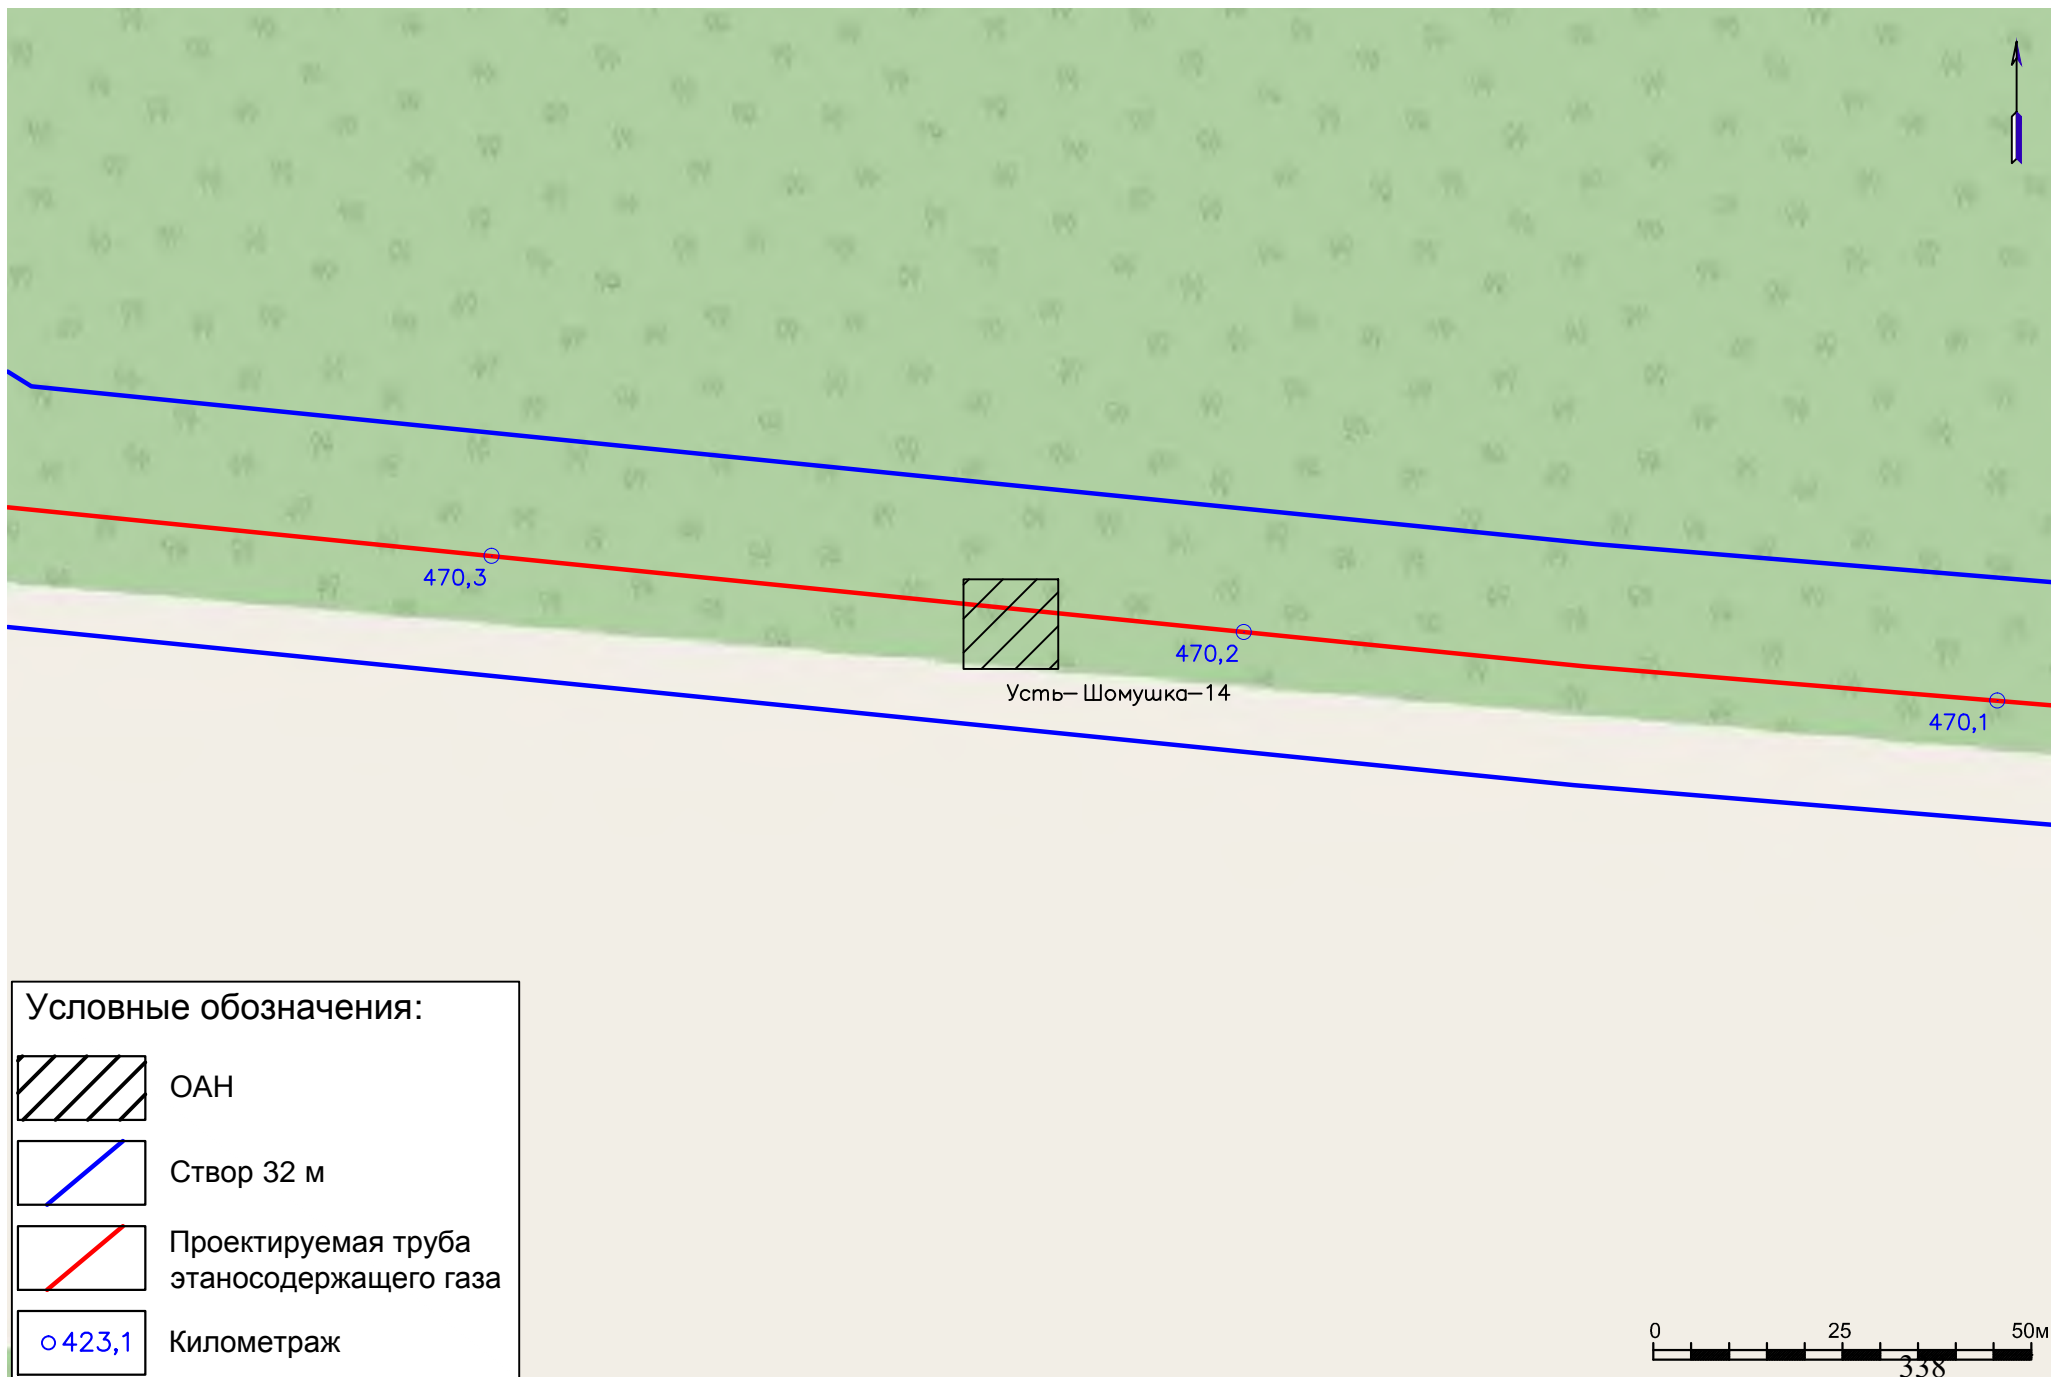 470,3
470,2
Усть-Шомушка-14
470,1
Условные обозначения:
ОАН
Створ 32 м
Проектируемая труба
этаносодержащего газа
423,1 Километраж
0 25 50м
338